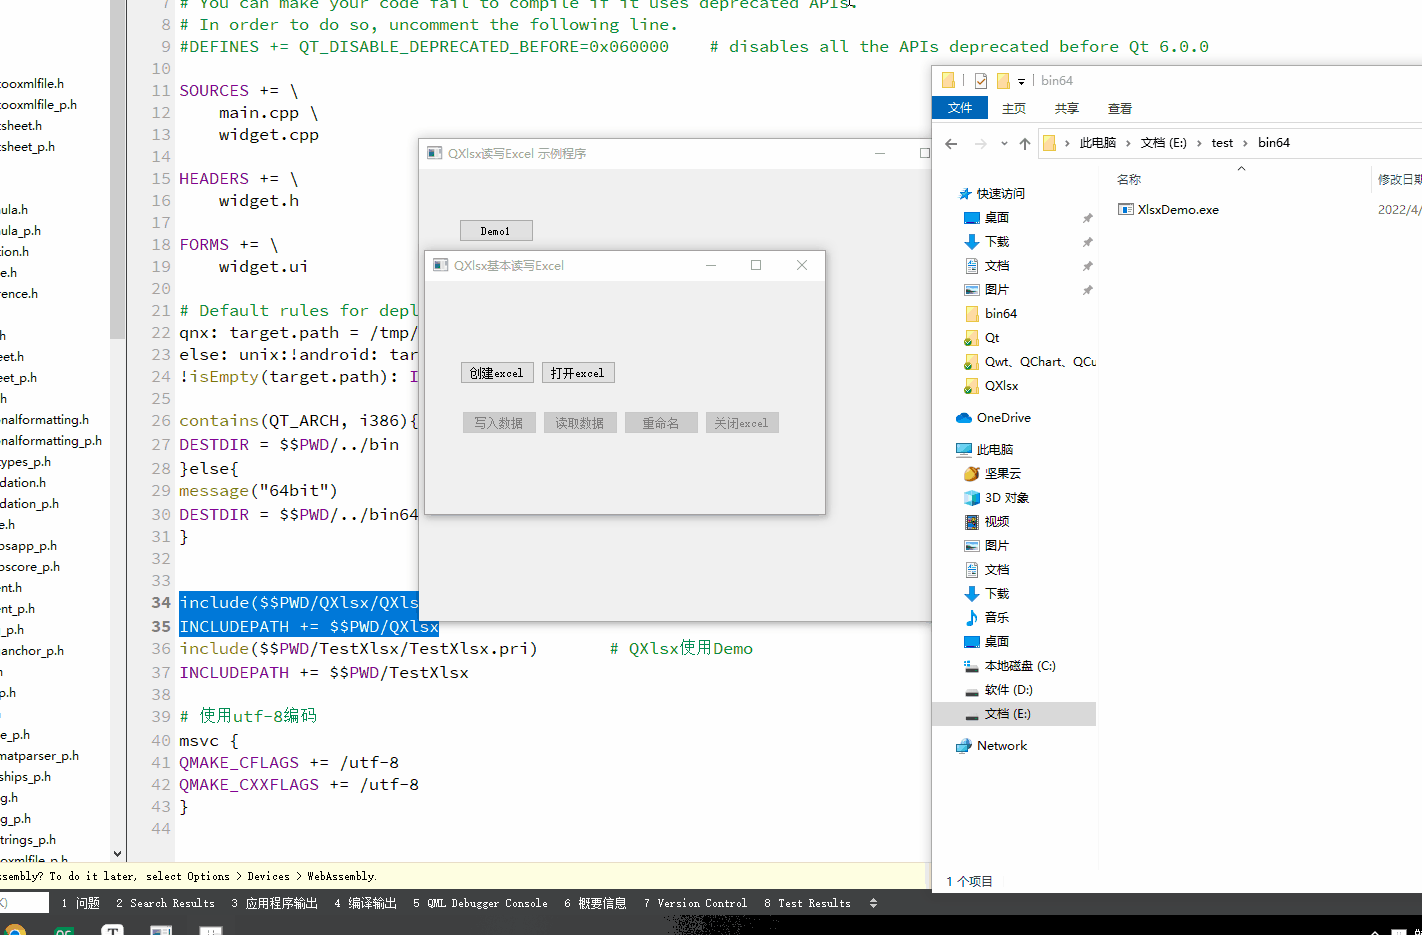 ooxmlfile.h
ooxmlfile_p.h
sheet.h
sheet_p.h
ula.h
ula_p.h
ion.h
e.h
rence.h
h
eet.h
eet_p.h
h
nalformatting.h
nalformatting_p.h
types_p.h
dation.h
dation_p.h
e.h
psapp_p.h
pscore_p.h
ent.h
ent_p.h
_p.h
anchor_p.h
p.h
e_p.h
matparser_p.h
ships_p.h
g.h
g_p.h
trings_p.h
ooxmlfile_p.h
7 # You can make your code fail to compile if it uses deprecated APIs.
8 # In order to do so, uncomment the following line.
9 #DEFINES += QT_DISABLE_DEPRECATED_BEFORE=0x060000    # disables all the APIs deprecated before Qt 6.0.0
10
11 SOURCES += \
12     main.cpp \
13     widget.cpp
14
15 HEADERS += \
16     widget.h
17
18 FORMS += \
19     widget.ui
20
21 # Default rules for depl
22 qnx: target.path = /tmp/
23 else: unix:!android: tar
24 !isEmpty(target.path): I
25
26 contains(QT_ARCH, i386){
27 DESTDIR = $$PWD/../bin
28 }else{
29 message("64bit")
30 DESTDIR = $$PWD/../bin64
31 }
32
33
34 include($$PWD/QXlsx/QXls
35 INCLUDEPATH += $$PWD/QXlsx
36 include($$PWD/TestXlsx/TestXlsx.pri)       # QXlsx使用Demo
37 INCLUDEPATH += $$PWD/TestXlsx
38
39 # 使用utf-8编码
40 msvc {
41 QMAKE_CFLAGS += /utf-8
42 QMAKE_CXXFLAGS += /utf-8
43 }
44
QXlsx读写Excel 示例程序
Demo1
QXlsx基本读写Excel
创建excel 打开excel
写入数据 读取数据 重命名 关闭excel
bin64
文件 主页 共享 查看
此电脑 文档 (E:) test bin64
名称 修改日期
XlsxDemo.exe 2022/4/
快速访问
桌面
下载
文档
图片
bin64
Qt
Qwt、QChart、QCu
QXlsx
OneDrive
此电脑
坚果云
3D 对象
视频
图片
文档
下载
音乐
桌面
本地磁盘 (C:)
软件 (D:)
文档 (E:)
Network
1 个项目
ssembly? To do it later, select Options > Devices > WebAssembly.
K) 1 问题 2 Search Results 3 应用程序输出 4 编译输出 5 QML Debugger Console 6 概要信息 7 Version Control 8 Test Results